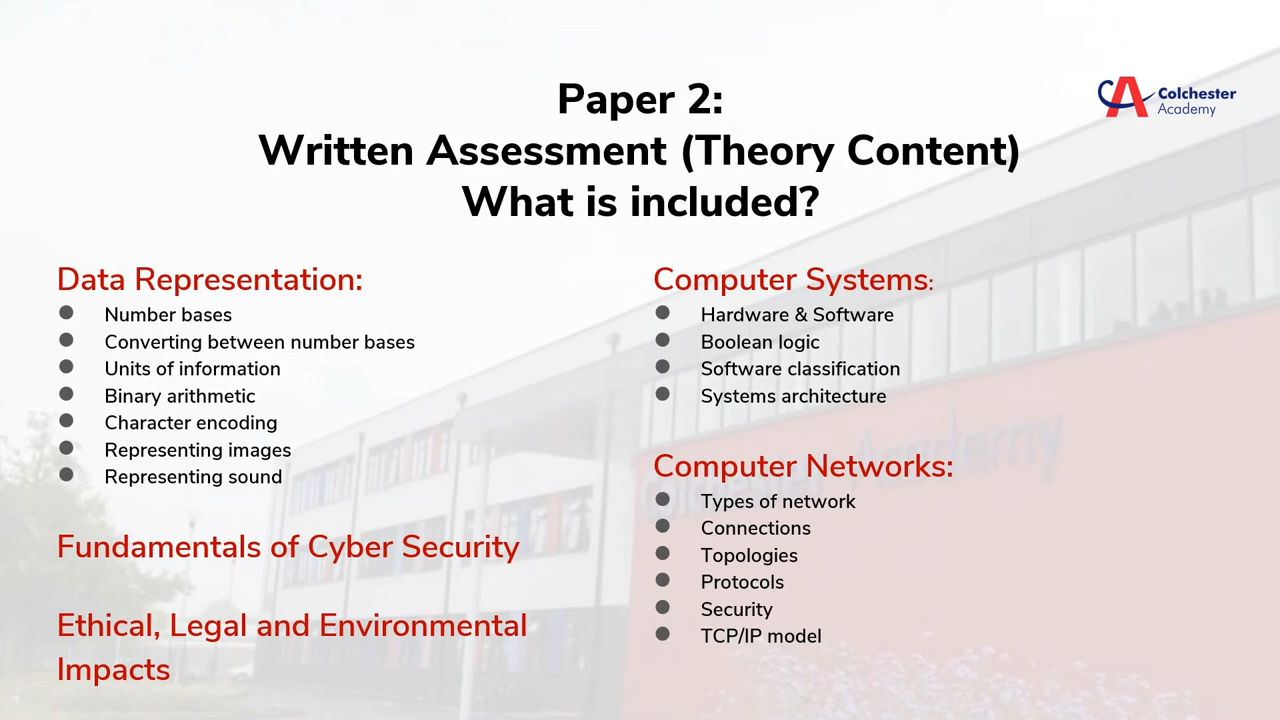 Paper 2:
Written Assessment (Theory Content)
What is included?
Colchester
Academy
Data Representation:
Number bases
Converting between number bases
Units of information
Binary arithmetic
Character encoding
Representing images
Representing sound
Fundamentals of Cyber Security
Ethical, Legal and Environmental
Impacts
Computer Systems:
Hardware & Software
Boolean logic
Software classification
Systems architecture
Computer Networks:
Types of network
Connections
Topologies
Protocols
Security
TCP/IP model
Academy